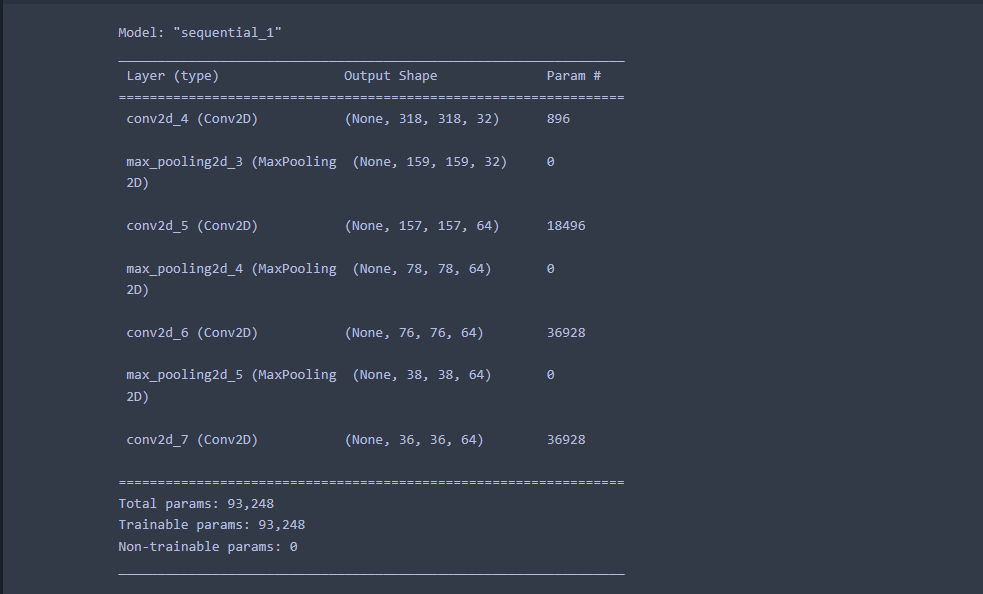 Model: "sequential_1"
_________________________________________________________________
Layer (type) Output Shape Param #
=================================================================
conv2d_4 (Conv2D) (None, 318, 318, 32) 896
max_pooling2d_3 (MaxPooling (None, 159, 159, 32) 0
2D)
conv2d_5 (Conv2D) (None, 157, 157, 64) 18496
max_pooling2d_4 (MaxPooling (None, 78, 78, 64) 0
2D)
conv2d_6 (Conv2D) (None, 76, 76, 64) 36928
max_pooling2d_5 (MaxPooling (None, 38, 38, 64) 0
2D)
conv2d_7 (Conv2D) (None, 36, 36, 64) 36928
=================================================================
Total params: 93,248
Trainable params: 93,248
Non-trainable params: 0
_________________________________________________________________